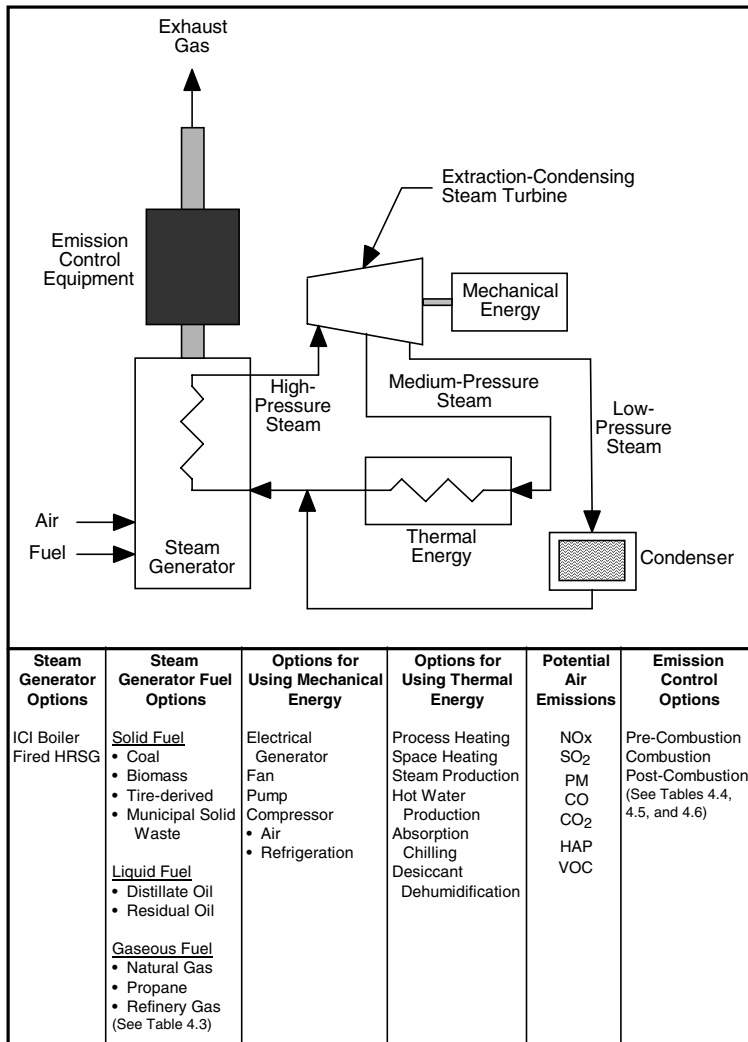 Exhaust
Gas
Extraction-Condensing
Steam Turbine
Emission
Control
Equipment
Mechanical
Energy
High-
Pressure
Steam
Medium-Pressure
Steam
Low-
Pressure
Steam
Air
Fuel
Steam
Generator
Thermal
Energy
Condenser
Steam
Generator
Options
ICI Boiler
Fired HRSG
Steam
Generator Fuel
Options
Solid Fuel
• Coal
• Biomass
• Tire-derived
• Municipal Solid
Waste
Liquid Fuel
• Distillate Oil
• Residual Oil
Gaseous Fuel
• Natural Gas
• Propane
• Refinery Gas
(See Table 4.3)
Options for
Using Mechanical
Energy
Electrical
Generator
Fan
Pump
Compressor
• Air
• Refrigeration
Options for
Using Thermal
Energy
Process Heating
Space Heating
Steam Production
Hot Water
Production
Absorption
Chilling
Desiccant
Dehumidification
Potential
Air
Emissions
NOx
SO2
PM
CO
CO2
HAP
VOC
Emission
Control
Options
Pre-Combustion
Combustion
Post-Combustion
(See Tables 4.4,
4.5, and 4.6)